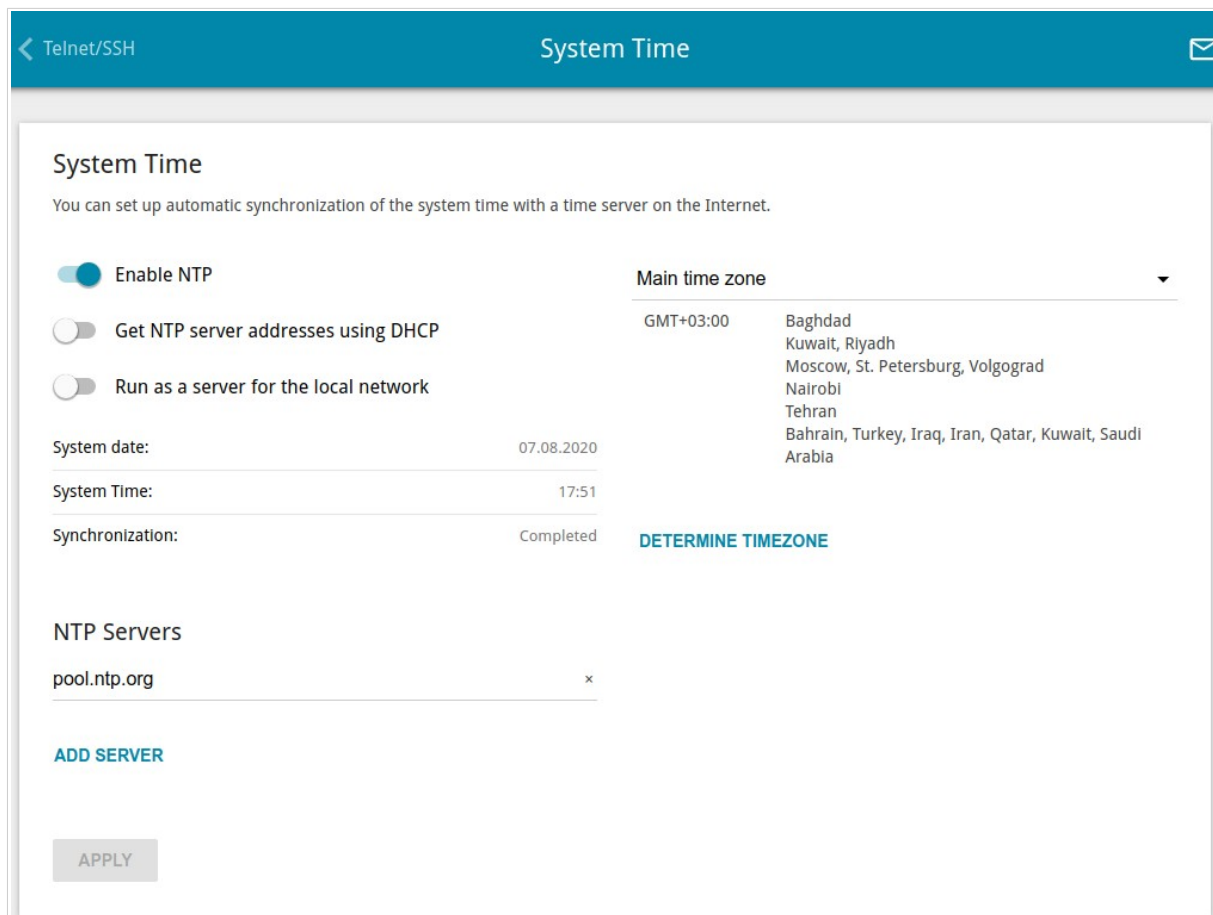 Telnet/SSH
System Time
System Time
You can set up automatic synchronization of the system time with a time server on the Internet.
Enable NTP
Get NTP server addresses using DHCP
Run as a server for the local network
System date: 07.08.2020
System Time: 17:51
Synchronization: Completed
Main time zone
GMT+03:00 Baghdad
Kuwait, Riyadh
Moscow, St. Petersburg, Volgograd
Nairobi
Tehran
Bahrain, Turkey, Iraq, Iran, Qatar, Kuwait, Saudi
Arabia
DETERMINE TIMEZONE
NTP Servers
pool.ntp.org ×
ADD SERVER
APPLY